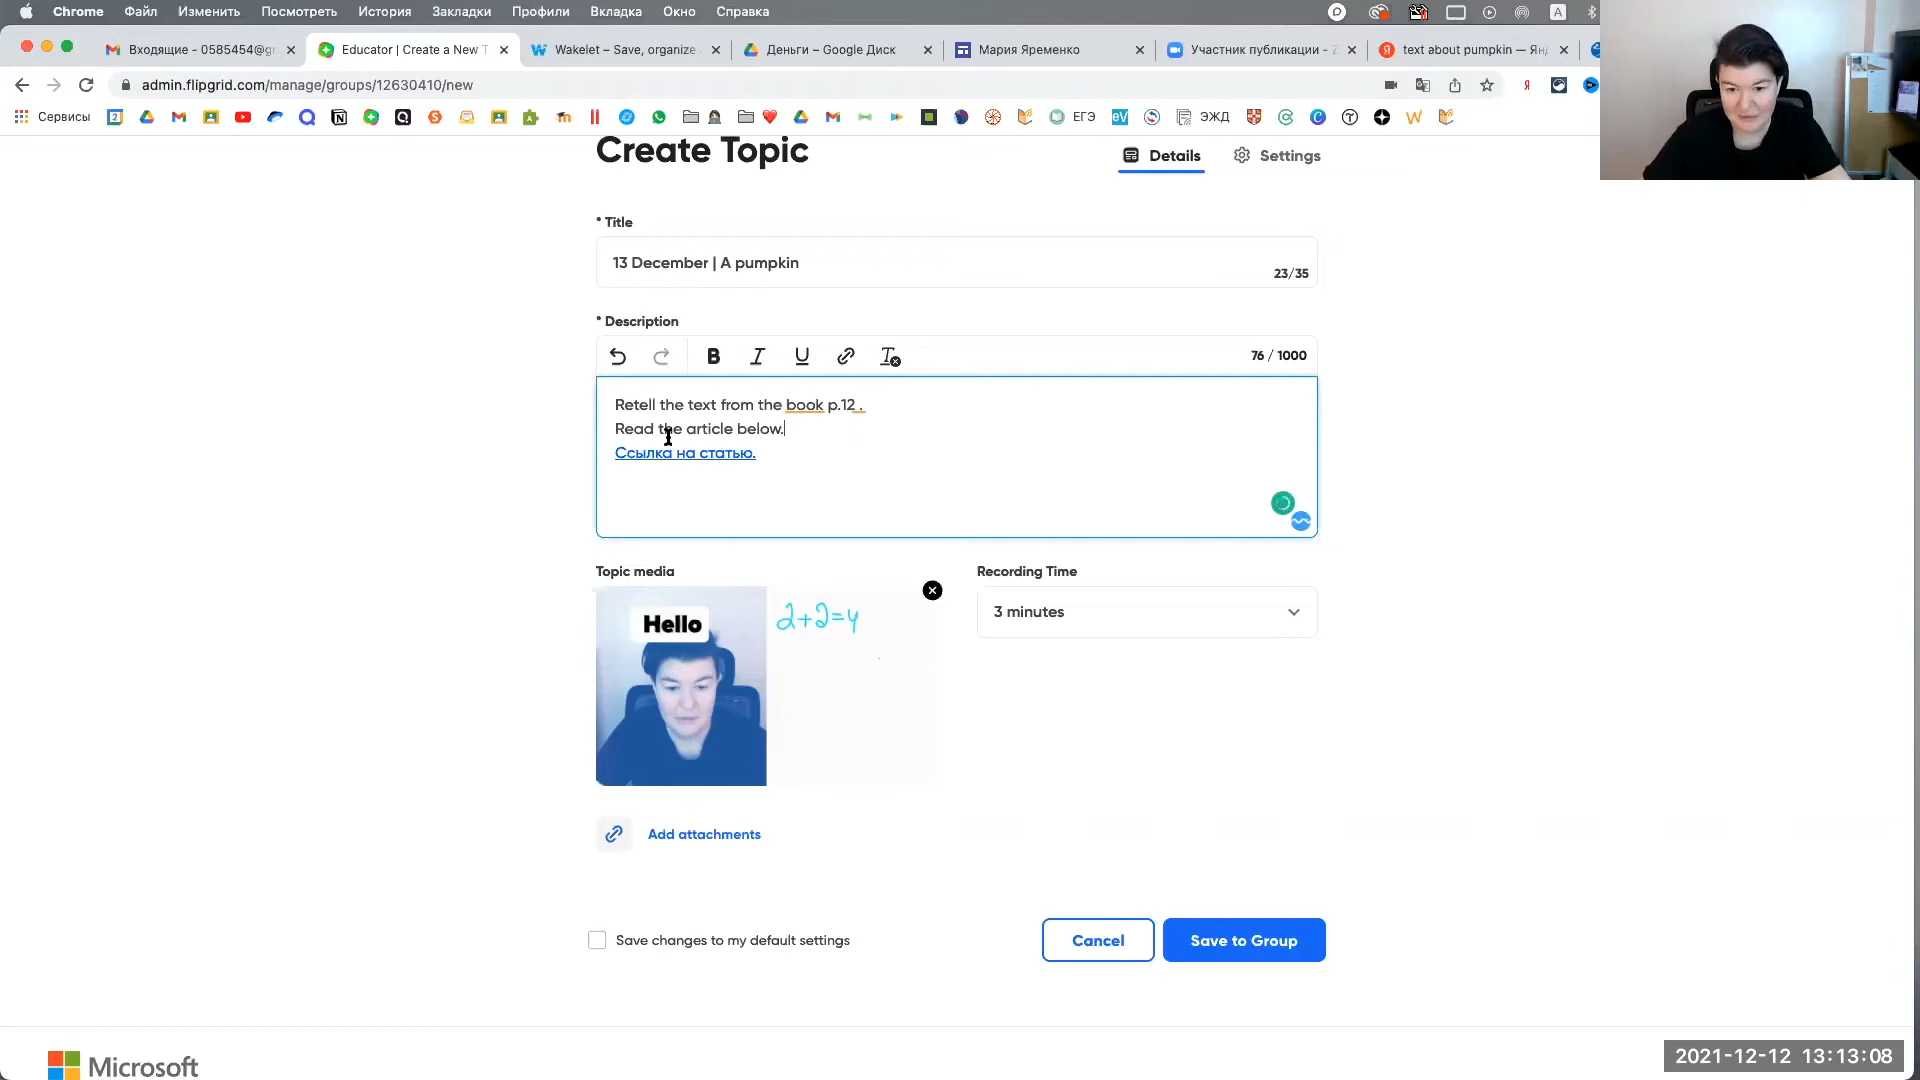 Chrome Файл Изменить Посмотреть История Закладки Профили Вкладка Окно Справка
A
Входящие - 0585454@g
Educator | Create a New T
Wakelet – Save, organize
Деньги – Google Диск
Мария Яременко
Участник публикации -
text about pumpkin — Ян
admin.flipgrid.com/manage/groups/12630410/new
Сервисы
ЕГЭ
eV
ЭЖД
Create Topic
Details
Settings
* Title
13 December | A pumpkin
23/35
* Description
B I U
76 / 1000
Retell the text from the book p.12 .
Read the article below.
Ссылка на статью.
Topic media
Recording Time
Hello
2+2=4
3 minutes
Add attachments
Save changes to my default settings
Cancel
Save to Group
Microsoft
2021-12-12 13:13:08